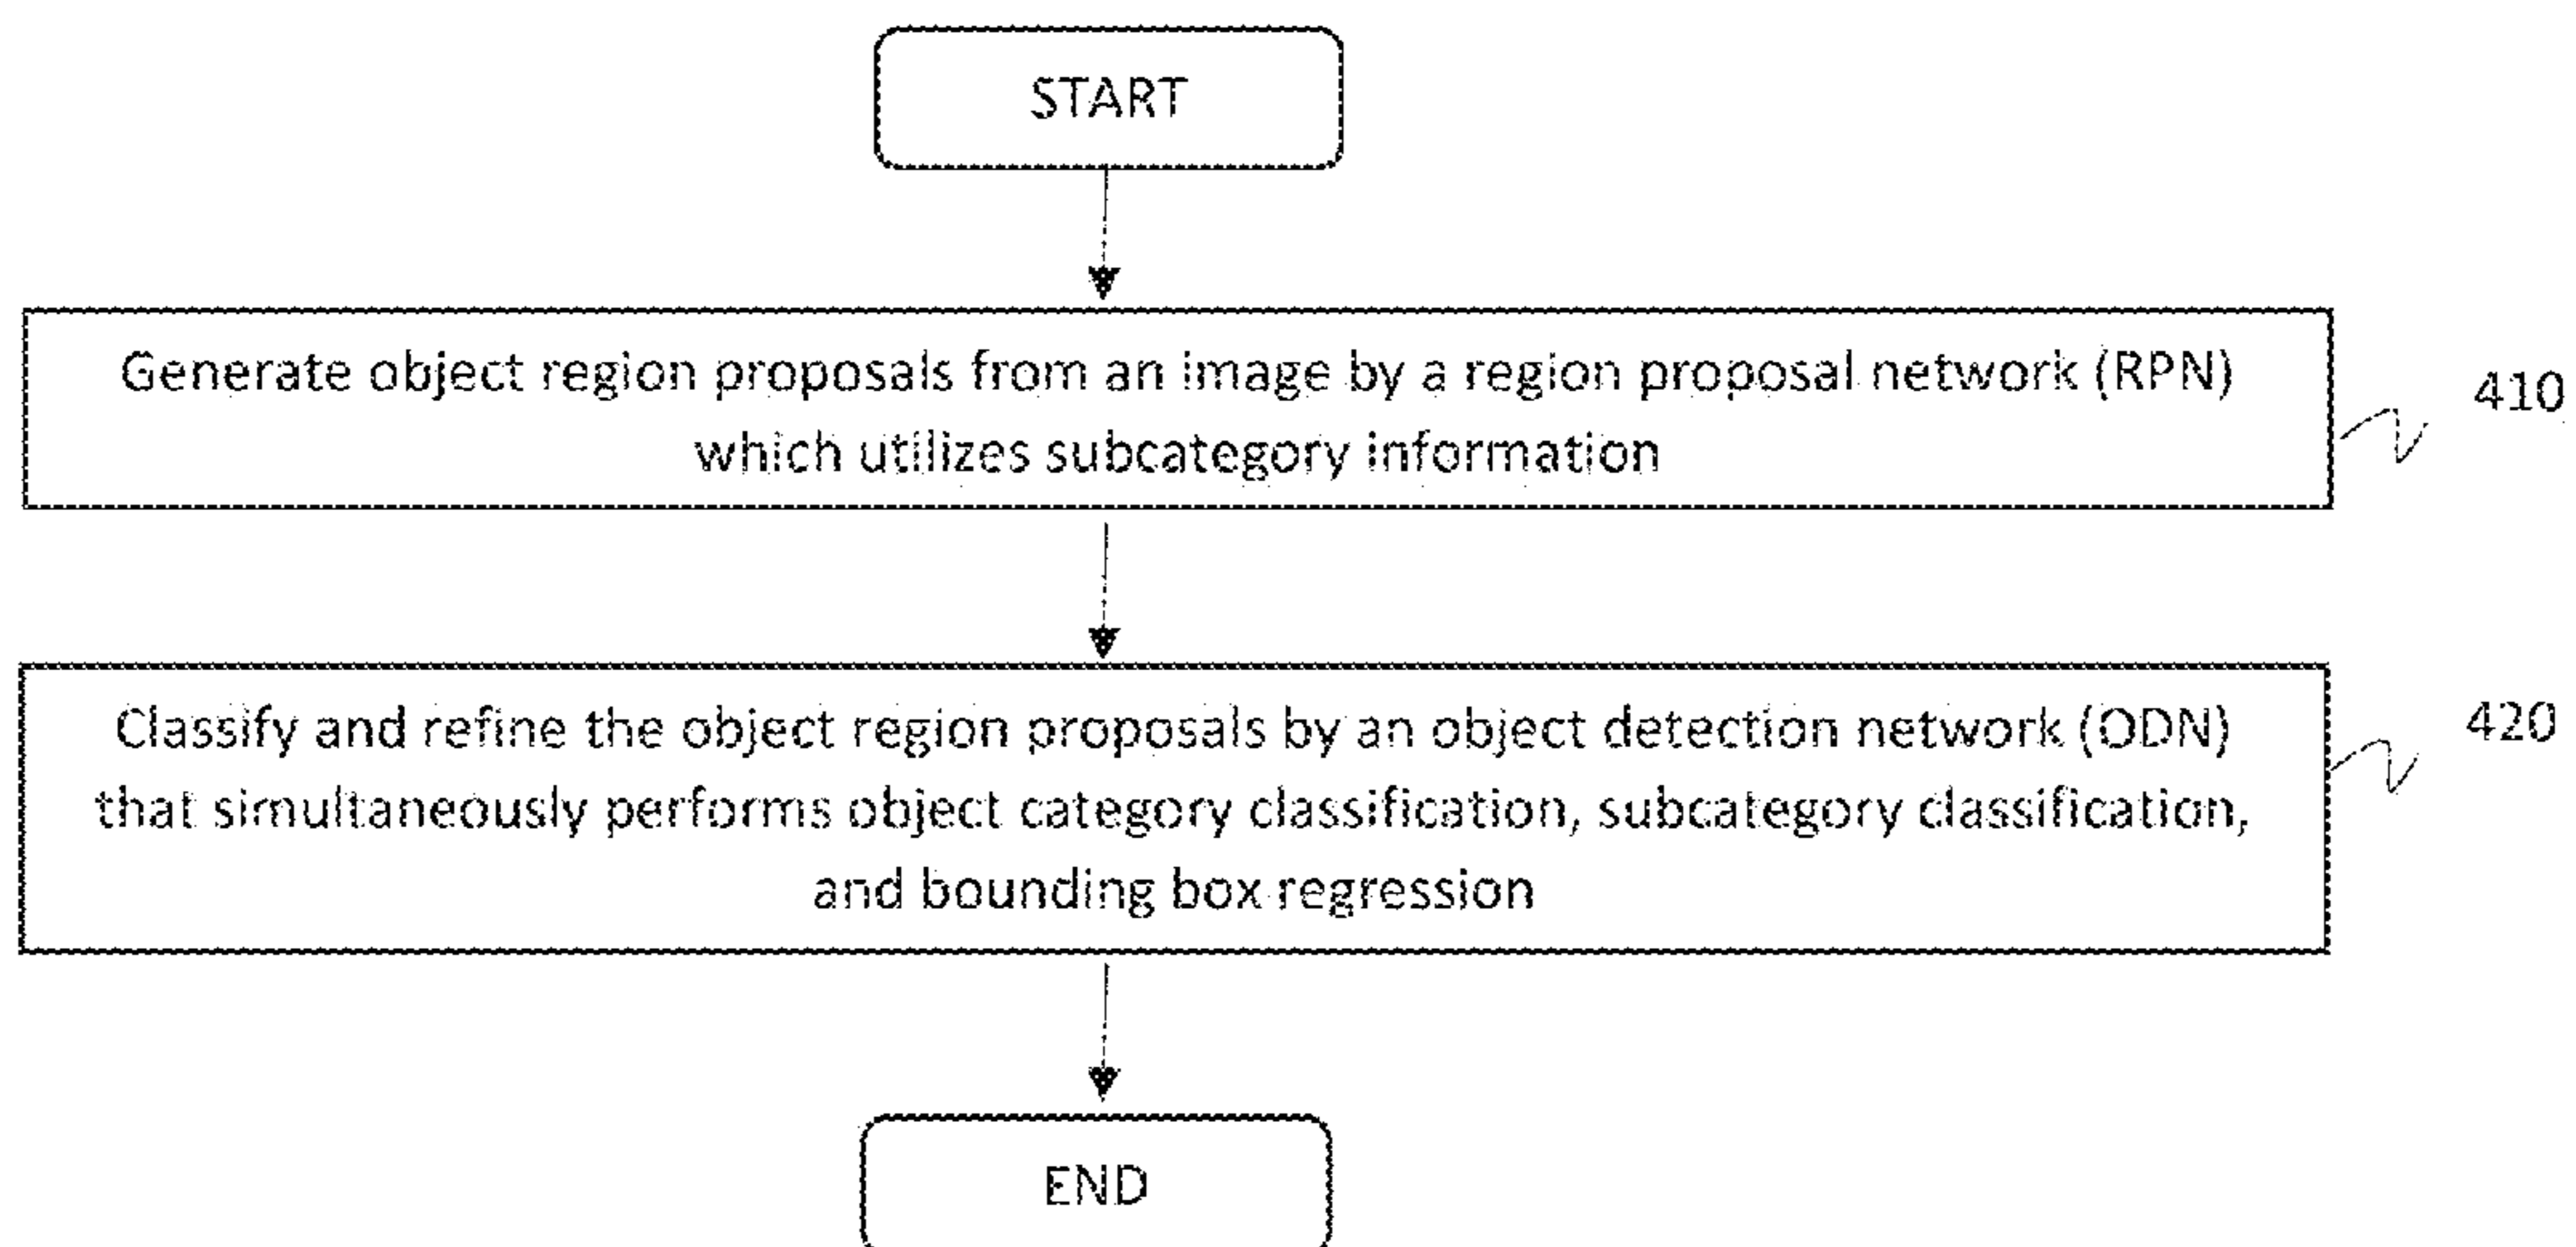 START
Generate object region proposals from an image by a region proposal network (RPN)
which utilizes subcategory information
410
Classify and refine the object region proposals by an object detection network (ODN)
that simultaneously performs object category classification, subcategory classification,
and bounding box regression
420
END